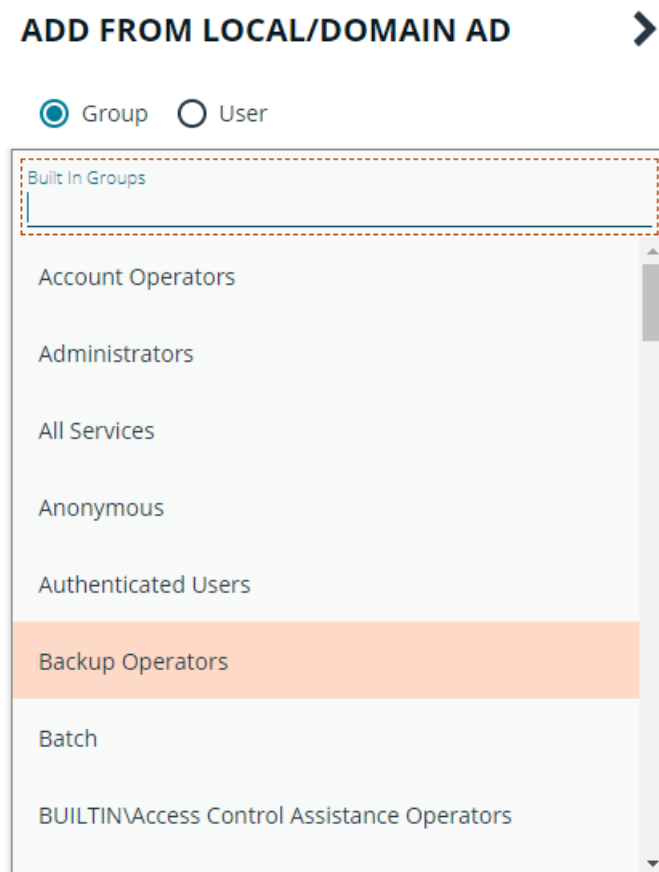 ADD FROM LOCAL/DOMAIN AD
Group User
Built In Groups
Account Operators
Administrators
All Services
Anonymous
Authenticated Users
Backup Operators
Batch
BUILTIN\Access Control Assistance Operators